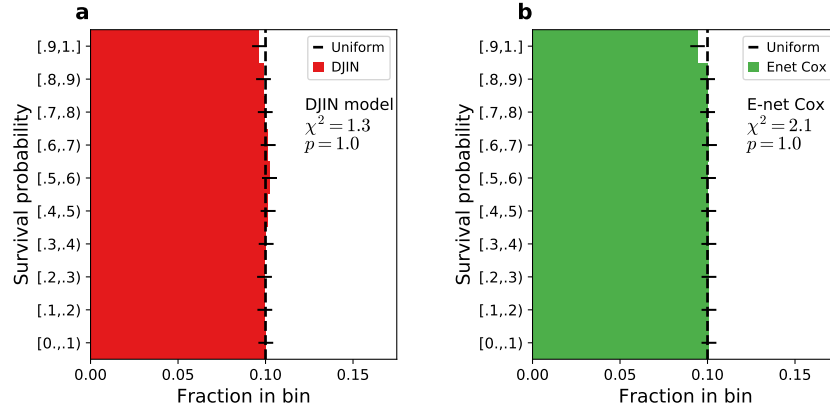 a
Survival probability
[.9,1.]
[.8,.9)
[.7,.8)
[.6,.7)
[.5,.6)
[.4,.5)
[.3,.4)
[.2,.3)
[.1,.2)
[0.,.1)
Uniform
DJIN
DJIN model
χ² = 1.3
p = 1.0
0.00 0.05 0.10 0.15
Fraction in bin
b
Survival probability
[.9,1.]
[.8,.9)
[.7,.8)
[.6,.7)
[.5,.6)
[.4,.5)
[.3,.4)
[.2,.3)
[.1,.2)
[0.,.1)
Uniform
Enet Cox
E-net Cox
χ² = 2.1
p = 1.0
0.00 0.05 0.10 0.15
Fraction in bin